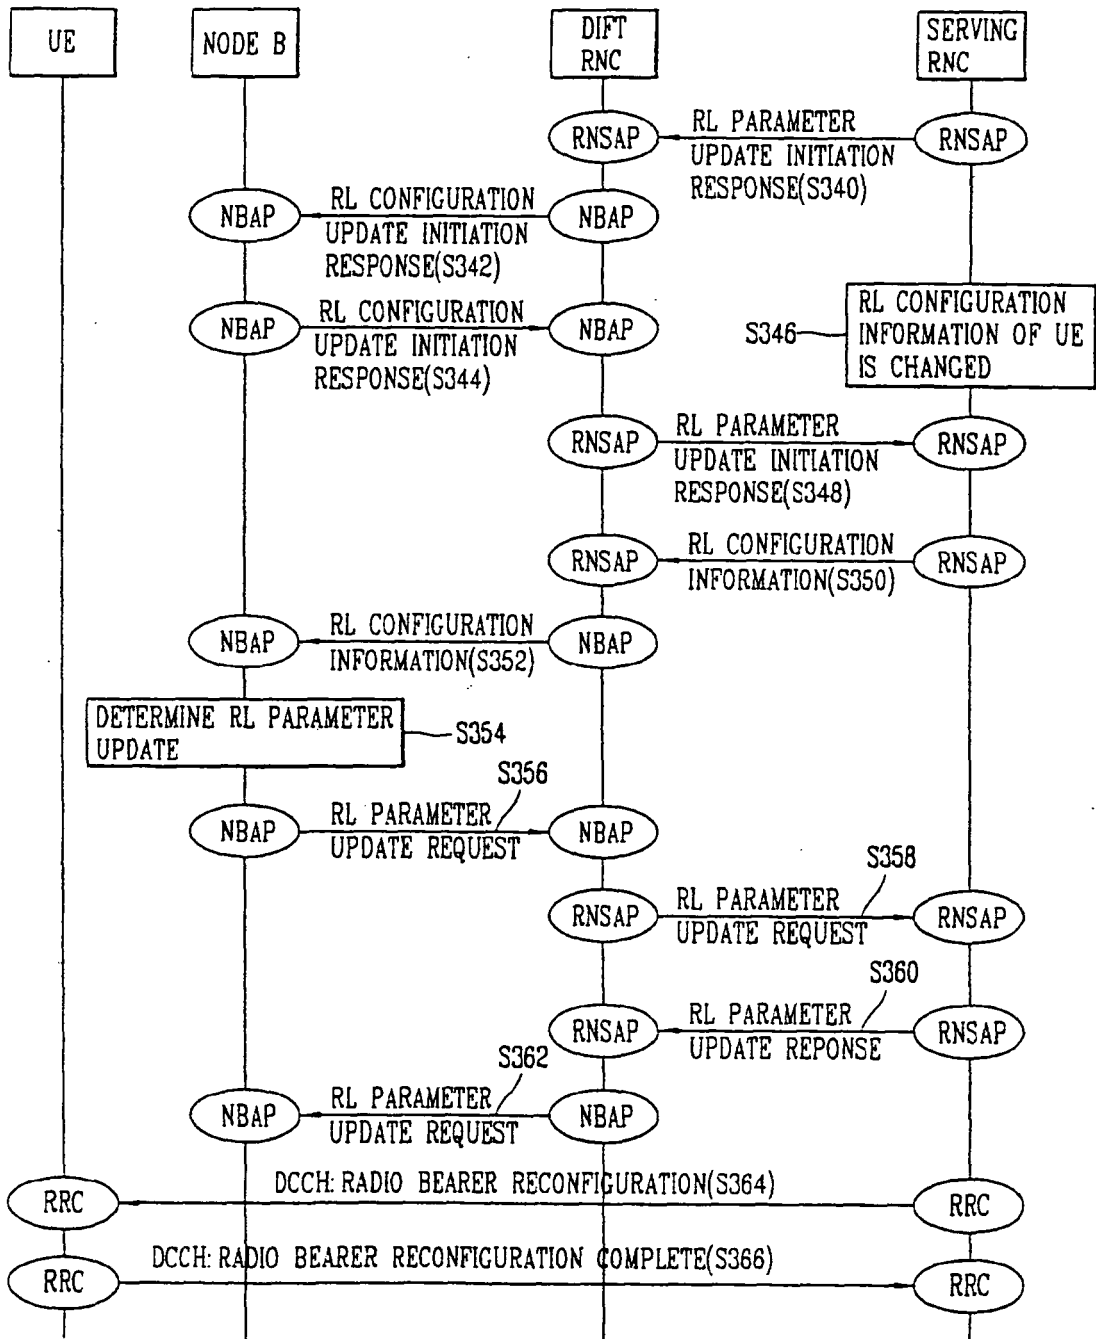 UE
NODE B
DIFT
RNC
SERVING
RNC
RNSAP
RL PARAMETER
UPDATE INITIATION
RESPONSE(S340)
RNSAP
NBAP
RL CONFIGURATION
UPDATE INITIATION
RESPONSE(S342)
NBAP
NBAP
RL CONFIGURATION
UPDATE INITIATION
RESPONSE(S344)
NBAP
S346
RL CONFIGURATION
INFORMATION OF UE
IS CHANGED
RNSAP
RL PARAMETER
UPDATE INITIATION
RESPONSE(S348)
RNSAP
RNSAP
RL CONFIGURATION
INFORMATION(S350)
RNSAP
NBAP
RL CONFIGURATION
INFORMATION(S352)
NBAP
DETERMINE RL PARAMETER
UPDATE
S354
S356
NBAP
RL PARAMETER
UPDATE REQUEST
NBAP
S358
RNSAP
RL PARAMETER
UPDATE REQUEST
RNSAP
S360
RNSAP
RL PARAMETER
UPDATE REPONSE
RNSAP
S362
NBAP
RL PARAMETER
UPDATE REQUEST
NBAP
DCCH: RADIO BEARER RECONFIGURATION(S364)
RRC
RRC
DCCH: RADIO BEARER RECONFIGURATION COMPLETE(S366)
RRC
RRC